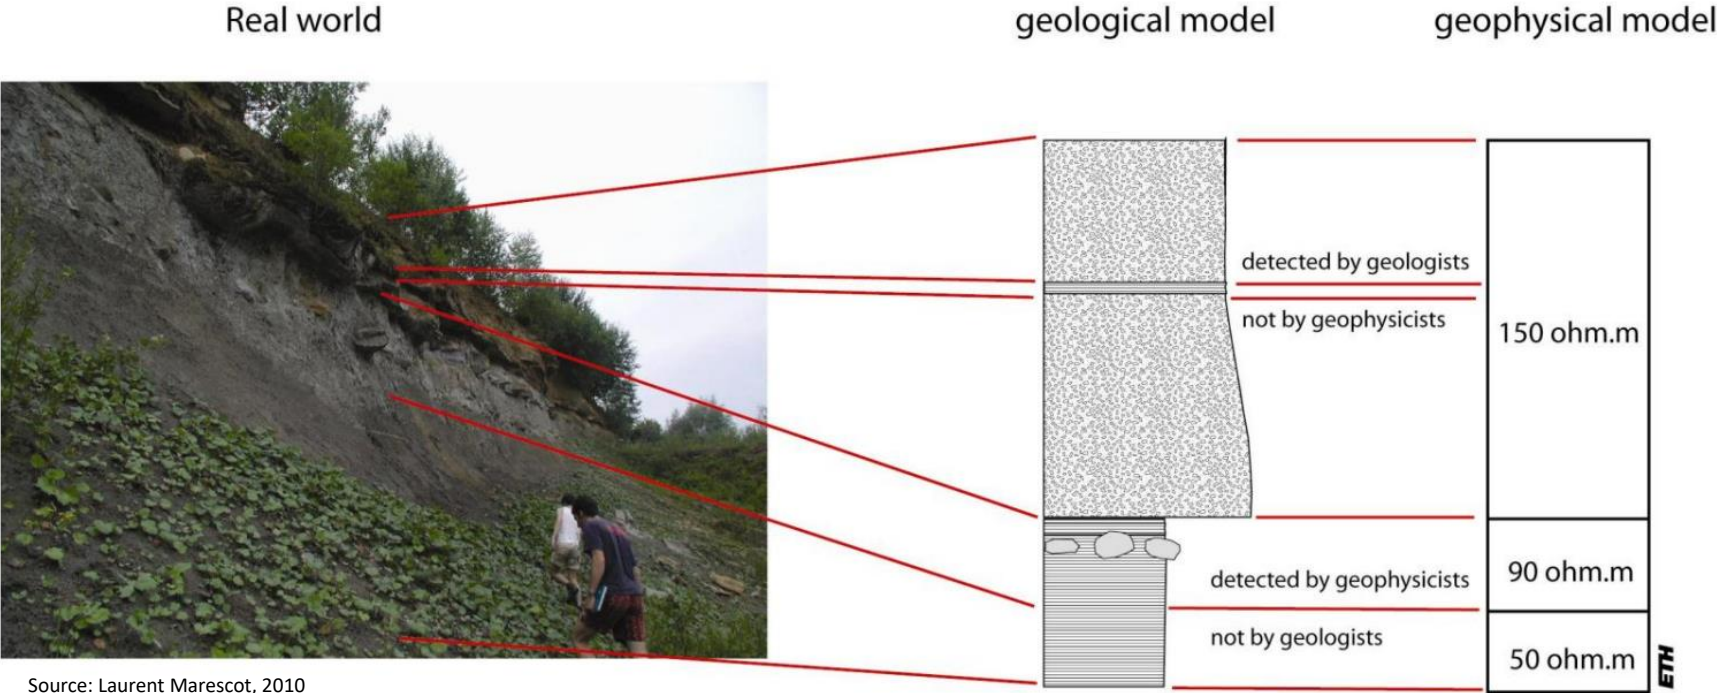 Real world
geological model
geophysical model
detected by geologists
not by geophysicists
150 ohm.m
90 ohm.m
detected by geophysicists
not by geologists
50 ohm.m
ETH
Source: Laurent Marescot, 2010